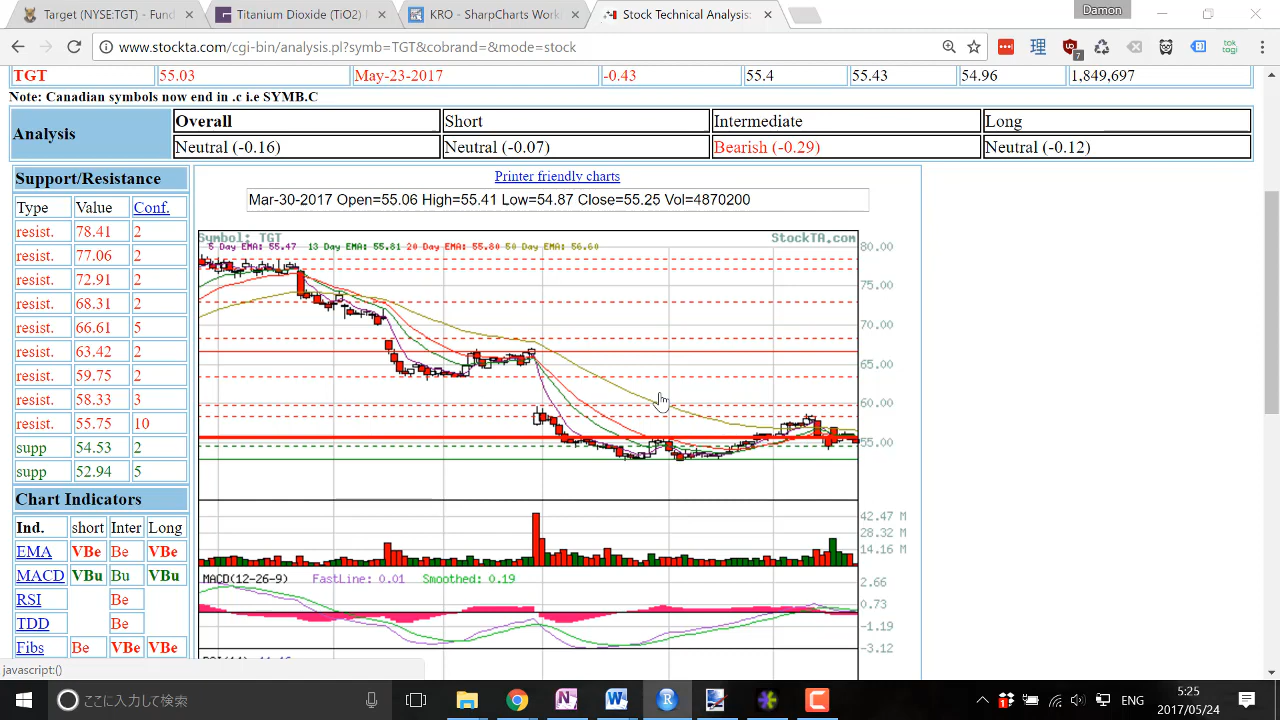 Target (NYSE:TGT) - Fund
Titanium Dioxide (TiO2)
KRO - SharpCharts Work
Stock Technical Analysis:
Damon
www.stockta.com/cgi-bin/analysis.pl?symb=TGT&cobrand=&mode=stock
TGT 55.03 May-23-2017 -0.43 55.4 55.43 54.96 1,849,697
Note: Canadian symbols now end in .c i.e SYMB.C
Analysis
Overall Short Intermediate Long
Neutral (-0.16) Neutral (-0.07) Bearish (-0.29) Neutral (-0.12)
Support/Resistance
Type Value Conf.
resist. 78.41 2
resist. 77.06 2
resist. 72.91 2
resist. 68.31 2
resist. 66.61 5
resist. 63.42 2
resist. 59.75 2
resist. 58.33 3
resist. 55.75 10
supp 54.53 2
supp 52.94 5
Chart Indicators
Ind. short Inter Long
EMA VBe Be VBe
MACD VBu Bu VBu
RSI Be
TDD Be
Fibs Be VBe VBe
Printer friendly charts
Mar-30-2017 Open=55.06 High=55.41 Low=54.87 Close=55.25 Vol=4870200
Symbol: TGT StockTA.com
5 Day EMA: 55.47 13 Day EMA: 55.81 20 Day EMA: 55.80 50 Day EMA: 56.60
80.00
75.00
70.00
65.00
60.00
55.00
42.47 M
28.32 M
14.16 M
MACD(12-26-9) FastLine: 0.01 Smoothed: 0.19
2.66
0.73
-1.19
-3.12
javascript:()
ここに入力して検索
ENG
5:25
2017/05/24